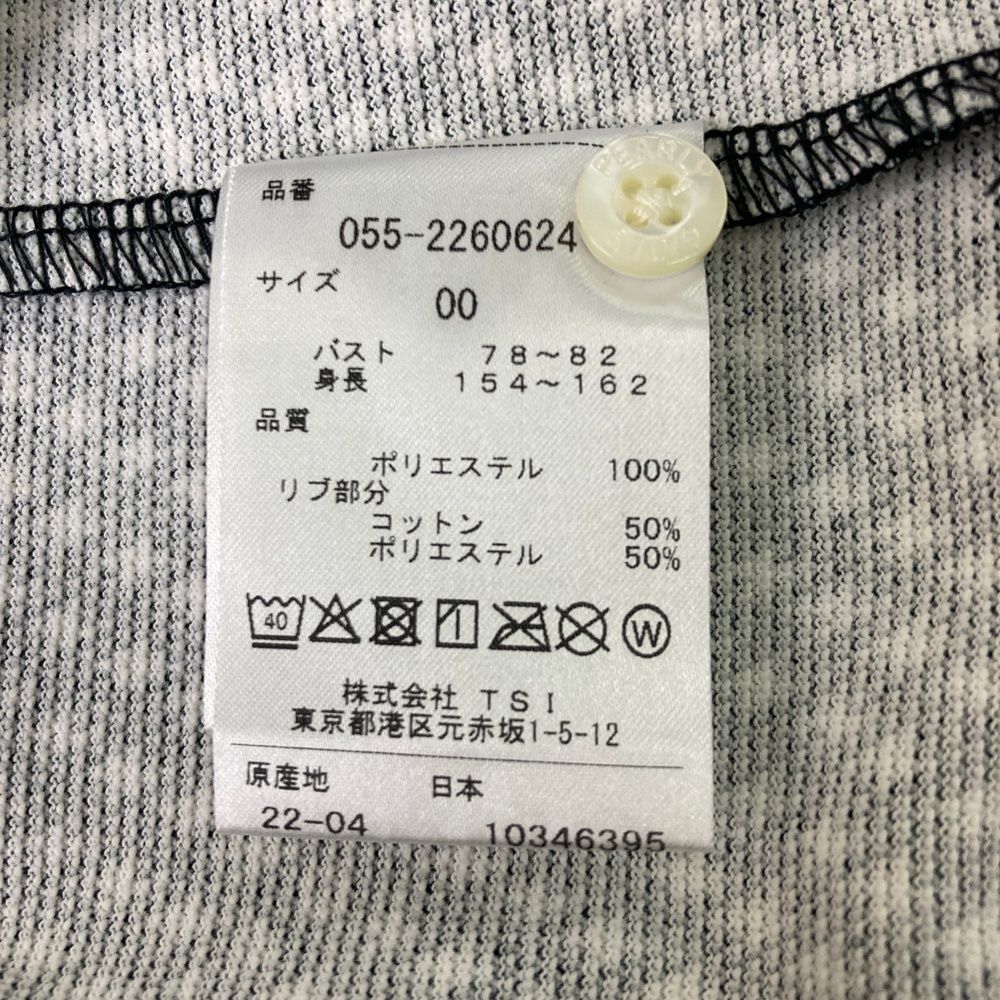 品番
055-2260624
サイズ
00
バスト 78～82
身長 154～162
品質
ポリエステル 100%
リブ部分
コットン 50%
ポリエステル 50%
40
W
株式会社 TSI
東京都港区元赤坂1-5-12
原産地 日本
22-04 10346395